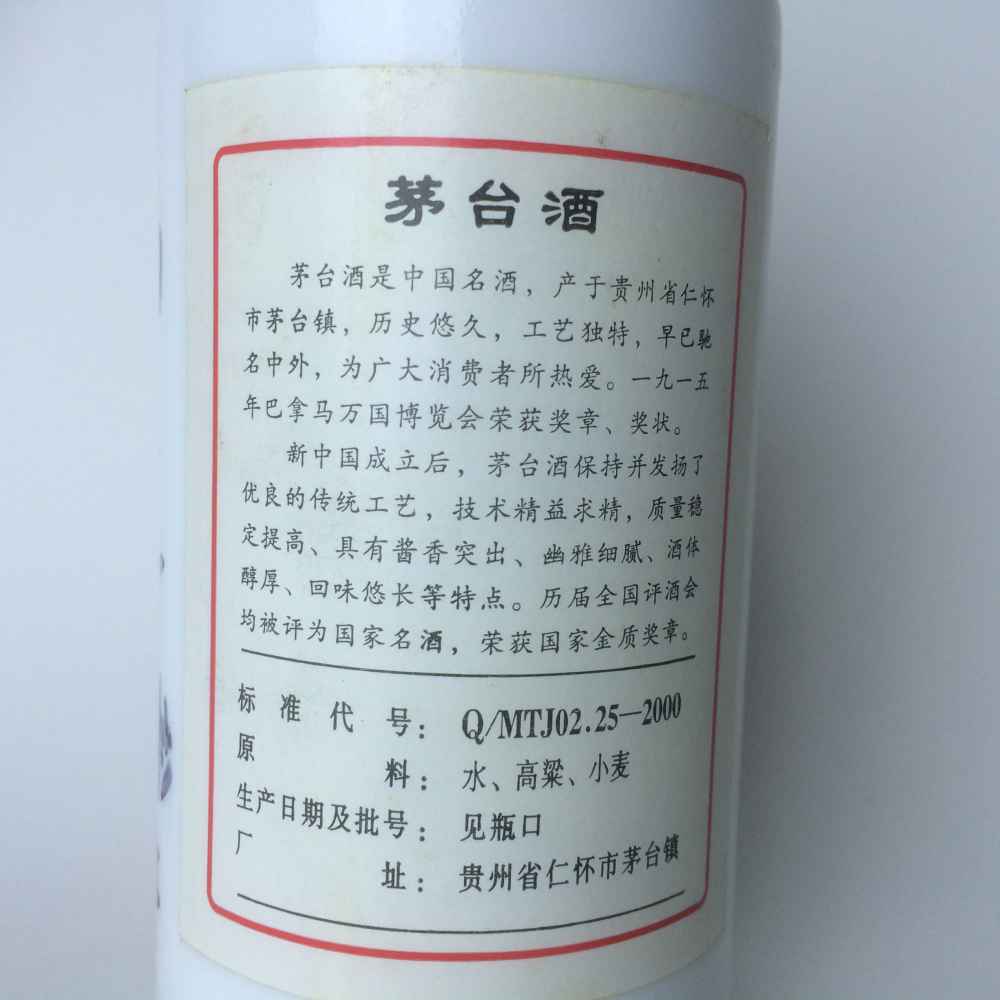 茅台酒
茅台酒是中国名酒，产于贵州省仁怀
市茅台镇，历史悠久，工艺独特，早巴驰
名中外，为广大消费者所热爱。一九一五
年巴拿马万国博览会荣获奖章、奖状。
新中国成立后，茅台酒保持并发扬了
优良的传统工艺，技术精益求精，质量稳
定提高、具有酱香突出、幽雅细腻、酒体
醇厚、回味悠长等特点。历届全国评酒会
均被评为国家名酒，荣获国家金质奖章。
标准代号：Q/MTJ02.25—2000
原料：水、高粱、小麦
生产日期及批号：见瓶口
厂址：贵州省仁怀市茅台镇